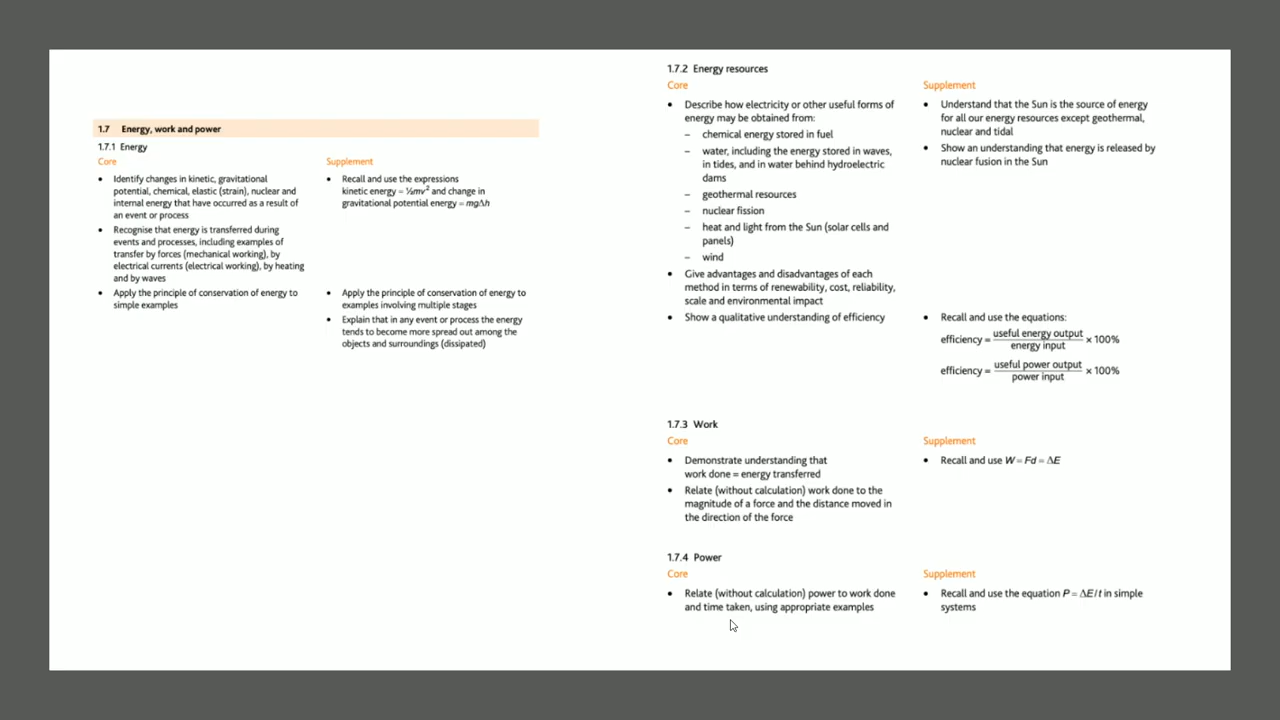 1.7 Energy, work and power
1.7.1 Energy
Core
• Identify changes in kinetic, gravitational
potential, chemical, elastic (strain), nuclear and
internal energy that have occurred as a result of
an event or process
• Recognise that energy is transferred during
events and processes, including examples of
transfer by forces (mechanical working), by
electrical currents (electrical working), by heating
and by waves
• Apply the principle of conservation of energy to
simple examples
Supplement
• Recall and use the expressions
kinetic energy = ½mv² and change in
gravitational potential energy = mgΔh
• Apply the principle of conservation of energy to
examples involving multiple stages
• Explain that in any event or process the energy
tends to become more spread out among the
objects and surroundings (dissipated)
1.7.2 Energy resources
Core
• Describe how electricity or other useful forms of
energy may be obtained from:
– chemical energy stored in fuel
– water, including the energy stored in waves,
in tides, and in water behind hydroelectric
dams
– geothermal resources
– nuclear fission
– heat and light from the Sun (solar cells and
panels)
– wind
• Give advantages and disadvantages of each
method in terms of renewability, cost, reliability,
scale and environmental impact
• Show a qualitative understanding of efficiency
Supplement
• Understand that the Sun is the source of energy
for all our energy resources except geothermal,
nuclear and tidal
• Show an understanding that energy is released by
nuclear fusion in the Sun
• Recall and use the equations:
efficiency = useful energy output / energy input × 100%
efficiency = useful power output / power input × 100%
1.7.3 Work
Core
• Demonstrate understanding that
work done = energy transferred
• Relate (without calculation) work done to the
magnitude of a force and the distance moved in
the direction of the force
Supplement
• Recall and use W = Fd = ΔE
1.7.4 Power
Core
• Relate (without calculation) power to work done
and time taken, using appropriate examples
Supplement
• Recall and use the equation P = ΔE/t in simple
systems